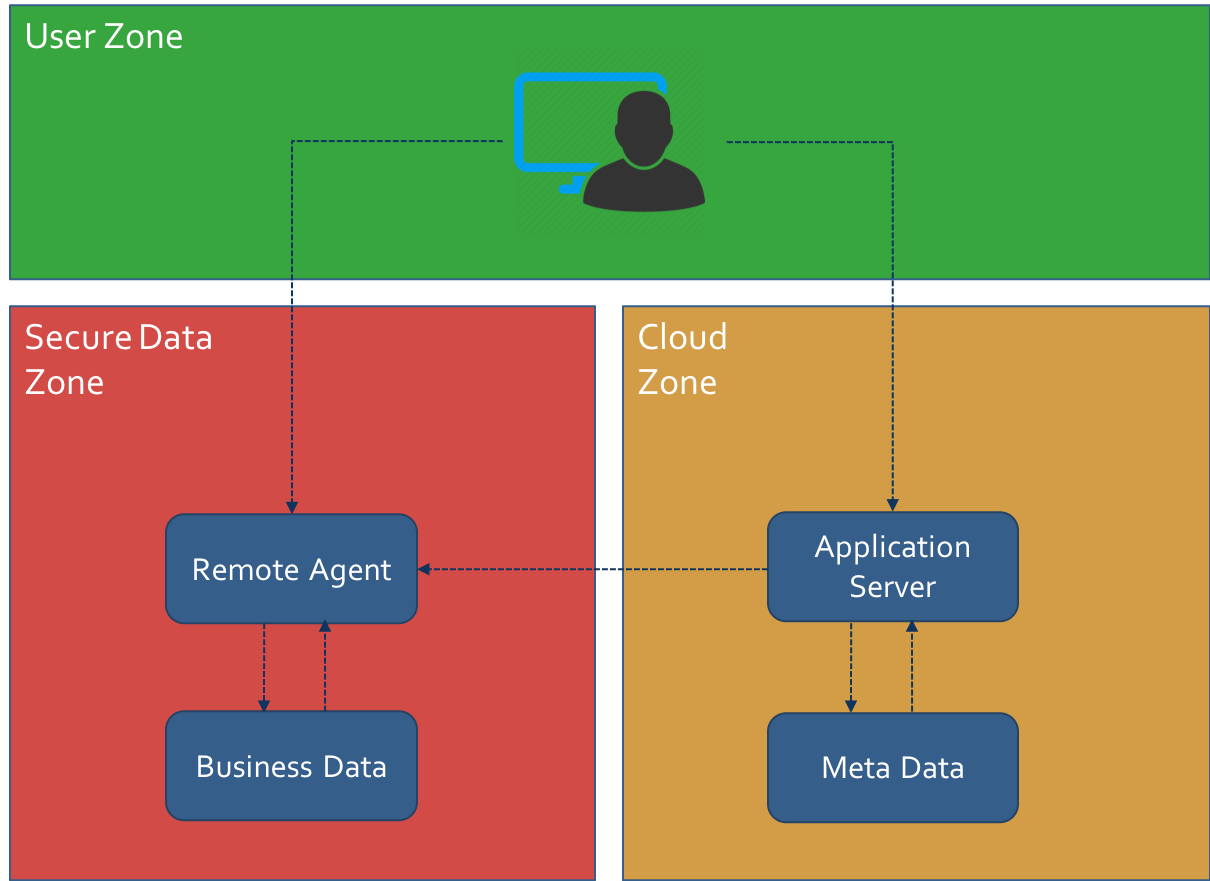 User Zone
Secure Data
Zone
Cloud
Zone
Remote Agent
Application
Server
Business Data
Meta Data